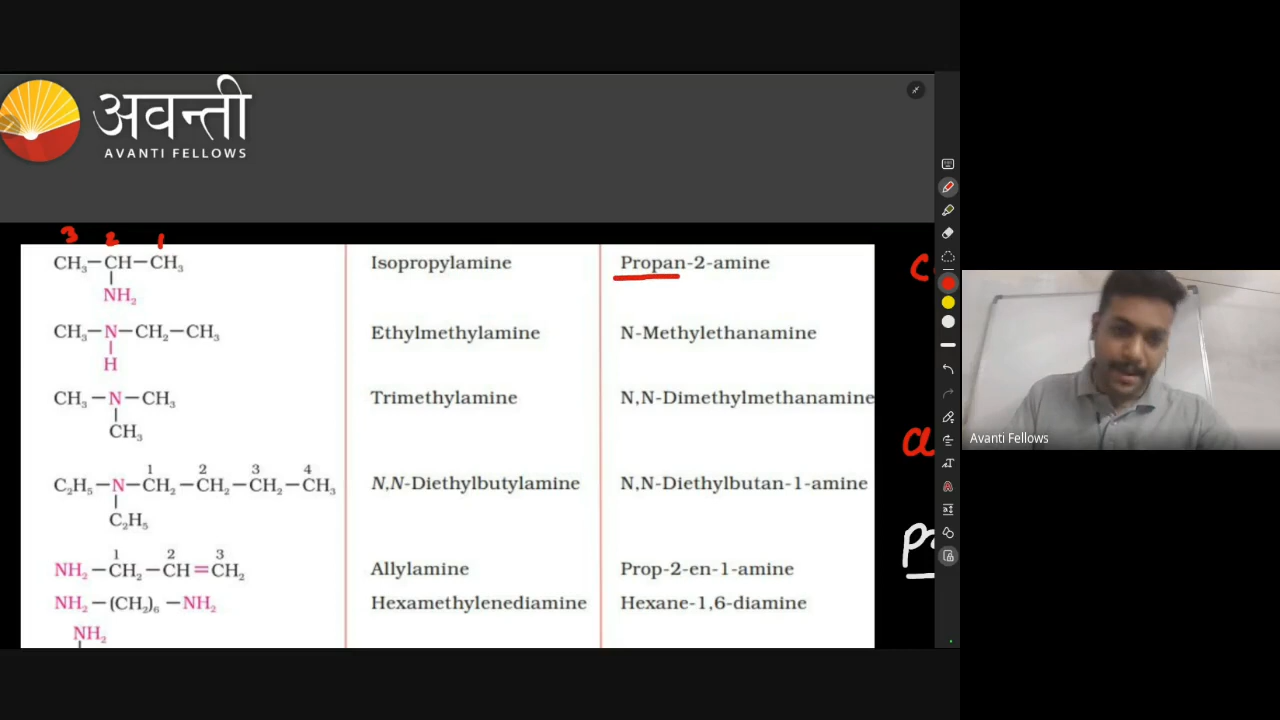 अवन्ती
AVANTI FELLOWS
3 2 1
CH₃−CH−CH₃ Isopropylamine Propan-2-amine
NH₂
CH₃−N−CH₂−CH₃ Ethylmethylamine N-Methylethanamine
H
CH₃−N−CH₃ Trimethylamine N,N-Dimethylmethanamine
CH₃
1 2 3 4
C₂H₅−N−CH₂−CH₂−CH₂−CH₃ N,N-Diethylbutylamine N,N-Diethylbutan-1-amine
C₂H₅
1 2 3
NH₂−CH₂−CH=CH₂ Allylamine Prop-2-en-1-amine
NH₂−(CH₂)₆−NH₂ Hexamethylenediamine Hexane-1,6-diamine
NH₂
Avanti Fellows